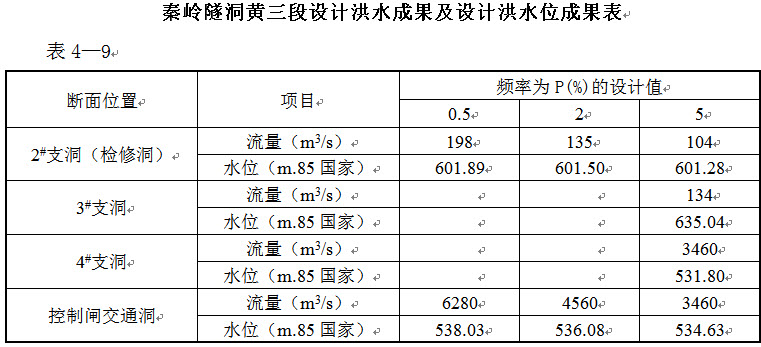 秦岭隧洞黄三段设计洪水成果及设计洪水位成果表
表 4—9
断面位置 项目 频率为 P(%)的设计值
0.5 2 5
2#支洞（检修洞） 流量（m³/s） 198 135 104
水位（m.85 国家） 601.89 601.50 601.28
3#支洞 流量（m³/s） 134
水位（m.85 国家） 635.04
4#支洞 流量（m³/s） 3460
水位（m.85 国家） 531.80
控制闸交通洞 流量（m³/s） 6280 4560 3460
水位（m.85 国家） 538.03 536.08 534.63